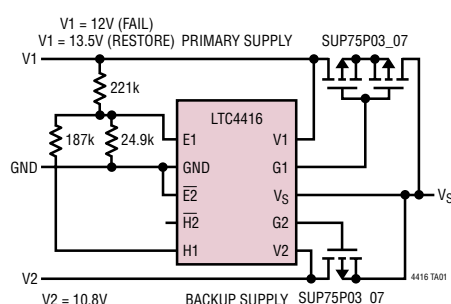 V1 = 12V (FAIL)
V1 = 13.5V (RESTORE) PRIMARY SUPPLY SUP75P03_07
V1
221k
LTC4416
187k
24.9k
E1
V1
GND
GND
G1
E2
VS
VS
H2
G2
H1
V2
4416 TA01
V2
V2 = 10.8V BACKUP SUPPLY SUP75P03_07